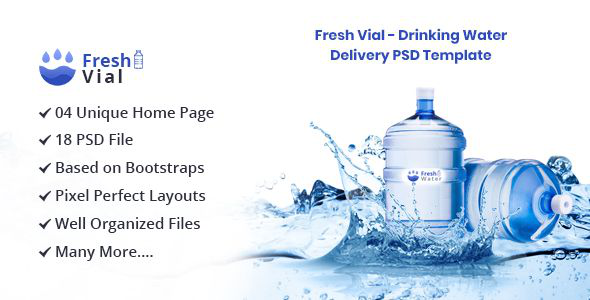 Fresh
Vial
04 Unique Home Page
18 PSD File
Based on Bootstraps
Pixel Perfect Layouts
Well Organized Files
Many More....
Fresh Vial - Drinking Water
Delivery PSD Template
Fresh
Water